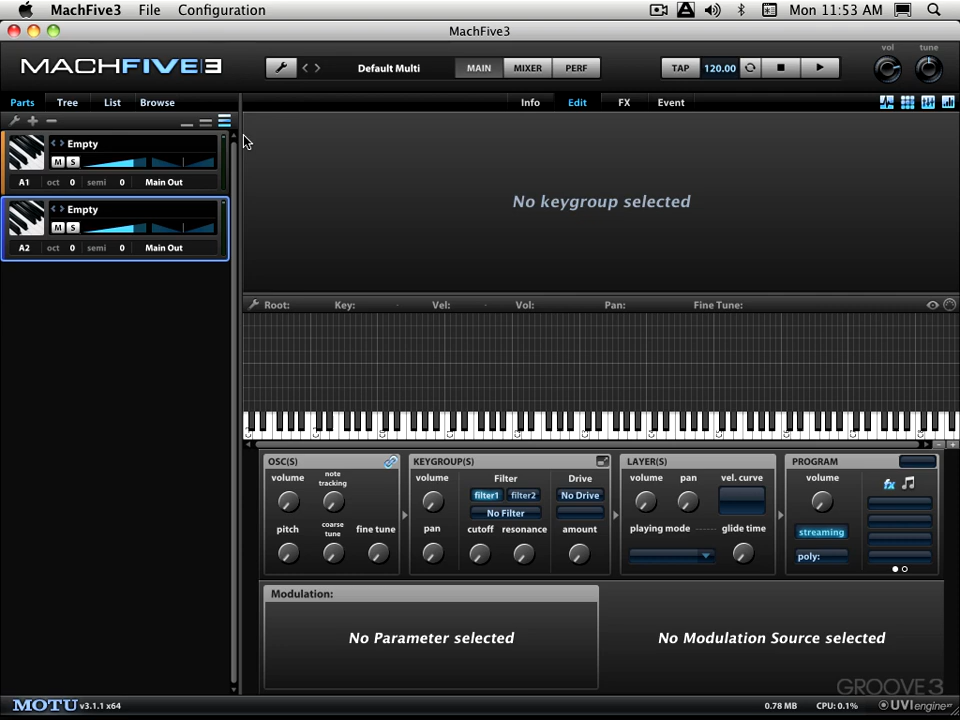 MachFive3 File Configuration Mon 11:53 AM
MachFive3
MACHFIVE3 Default Multi MAIN MIXER PERF TAP 120.00 vol tune
Parts Tree List Browse Info Edit FX Event
Empty
M S
A1 oct 0 semi 0 Main Out
Empty
M S
A2 oct 0 semi 0 Main Out
No keygroup selected
Root: Key: - Vel: - Vol: Pan: Fine Tune:
OSC(S) KEYGROUP(S) LAYER(S) PROGRAM
volume note tracking volume Filter Drive volume pan vel. curve volume
filter1 filter2 No Drive fx
No Filter
pitch coarse tune fine tune pan cutoff resonance amount playing mode glide time streaming
poly:
Modulation:
No Parameter selected No Modulation Source selected
GROOVE3
MOTU v3.1.1 x64 0.78 MB CPU: 0.1% UVIengine